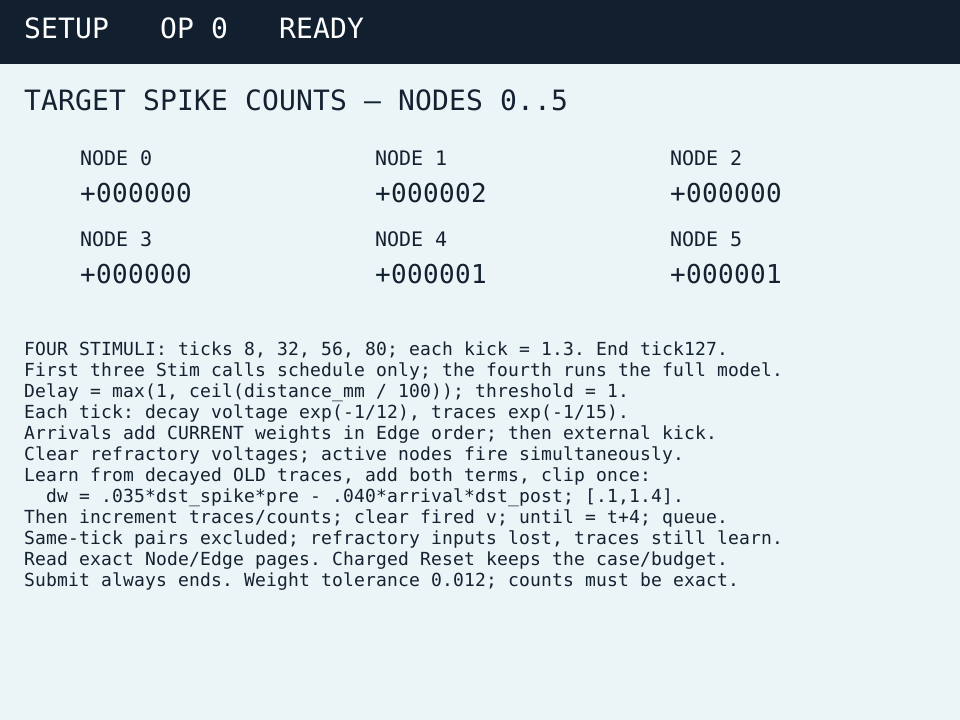 SETUP   OP 0   READY
TARGET SPIKE COUNTS — NODES 0..5
NODE 0   NODE 1   NODE 2
+000000   +000002   +000000
NODE 3   NODE 4   NODE 5
+000000   +000001   +000001
FOUR STIMULI: ticks 8, 32, 56, 80; each kick = 1.3. End tick127.
First three Stim calls schedule only; the fourth runs the full model.
Delay = max(1, ceil(distance_mm / 100)); threshold = 1.
Each tick: decay voltage exp(-1/12), traces exp(-1/15).
Arrivals add CURRENT weights in Edge order; then external kick.
Clear refractory voltages; active nodes fire simultaneously.
Learn from decayed OLD traces, add both terms, clip once:
  dw = .035*dst_spike*pre - .040*arrival*dst_post; [.1,1.4].
Then increment traces/counts; clear fired v; until = t+4; queue.
Same-tick pairs excluded; refractory inputs lost, traces still learn.
Read exact Node/Edge pages. Charged Reset keeps the case/budget.
Submit always ends. Weight tolerance 0.012; counts must be exact.